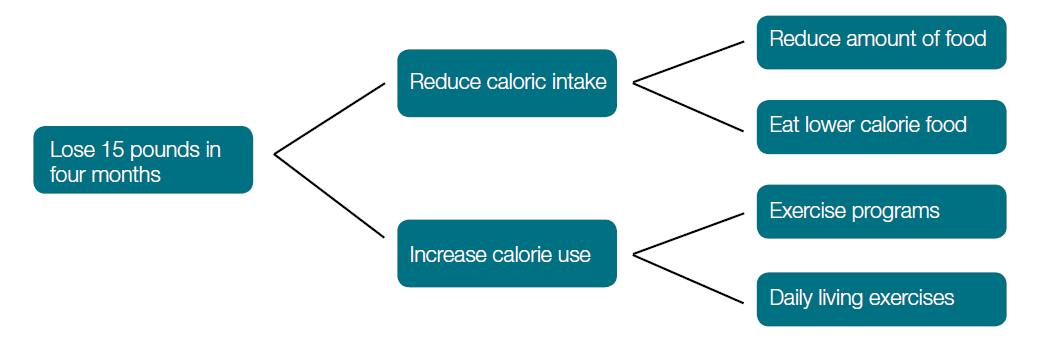 Lose 15 pounds in
four months
Reduce caloric intake
Increase calorie use
Reduce amount of food
Eat lower calorie food
Exercise programs
Daily living exercises